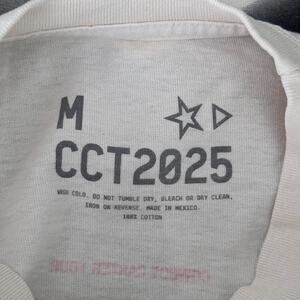 M
CCT2025
WASH COLD. DO NOT TUMBLE DRY, BLEACH OR DRY CLEAN.
IRON ON REVERSE. MADE IN MEXICO.
100% COTTON